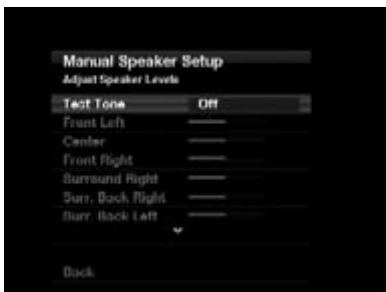 Manual Speaker Setup
Adjust Speaker Levels
Test Tone Off
Front Left
Center
Front Right
Surround Right
Surr. Back Right
Surr. Back Left
Back